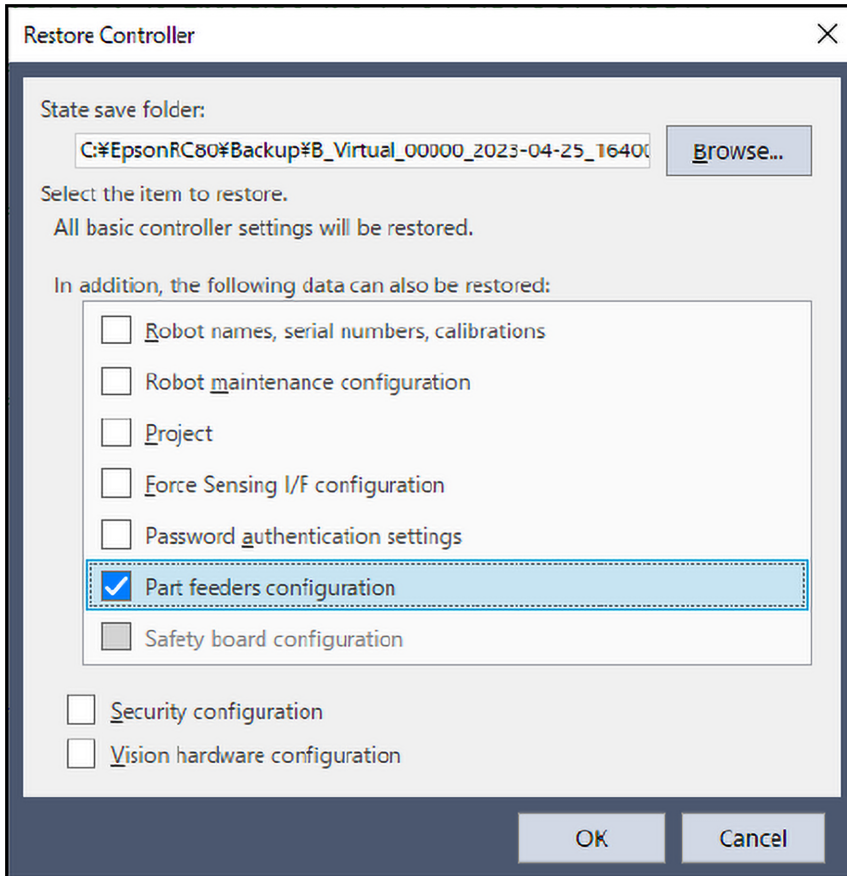 Restore Controller
State save folder:
C:¥EpsonRC80¥Backup¥B_Virtual_00000_2023-04-25_16400
Browse...
Select the item to restore.
All basic controller settings will be restored.
In addition, the following data can also be restored:
Robot names, serial numbers, calibrations
Robot maintenance configuration
Project
Force Sensing I/F configuration
Password authentication settings
Part feeders configuration
Safety board configuration
Security configuration
Vision hardware configuration
OK
Cancel